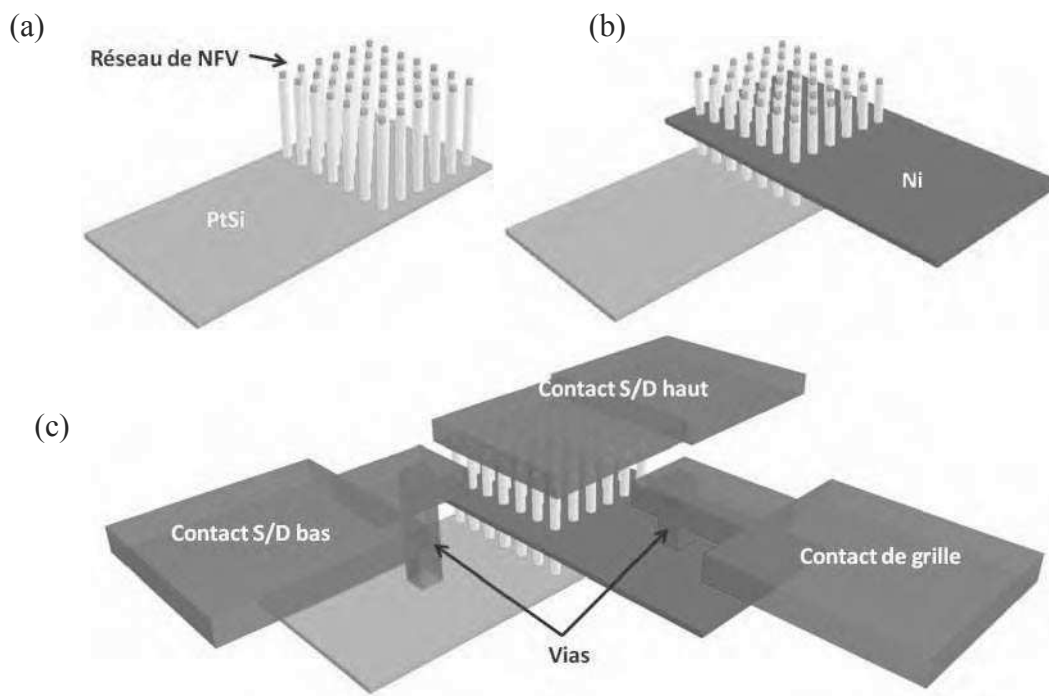 (a)
Réseau de NFV
PtSi
(b)
Ni
(c)
Contact S/D haut
Contact S/D bas
Contact de grille
Vias